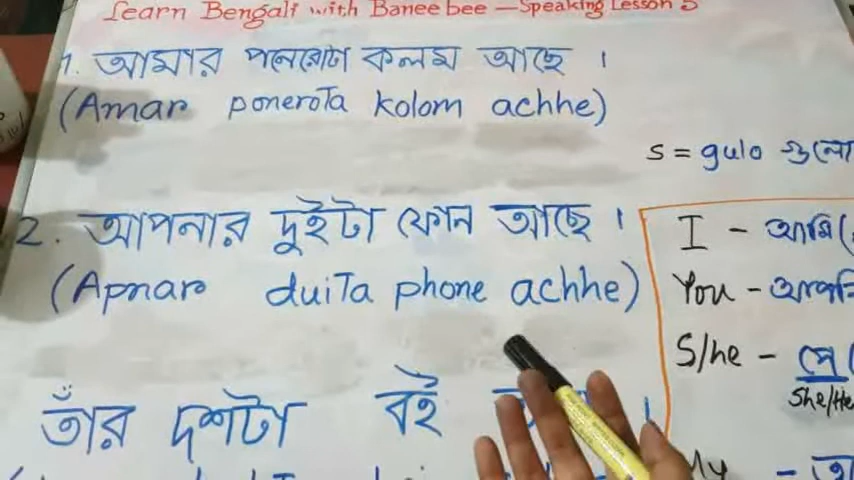 Learn Bengali with Banee bee — Speaking Lesson 5
1. আমার পনেরোটা কলম আছে ।
(Amar ponerota kolom achhe)
s = gulo গুলো
2. আপনার দুইটা ফোন আছে ।
(Apnar duita phone achhe)
I - আমি
You -
S/he - সে
She/He
তাঁর দশটা বই
My -